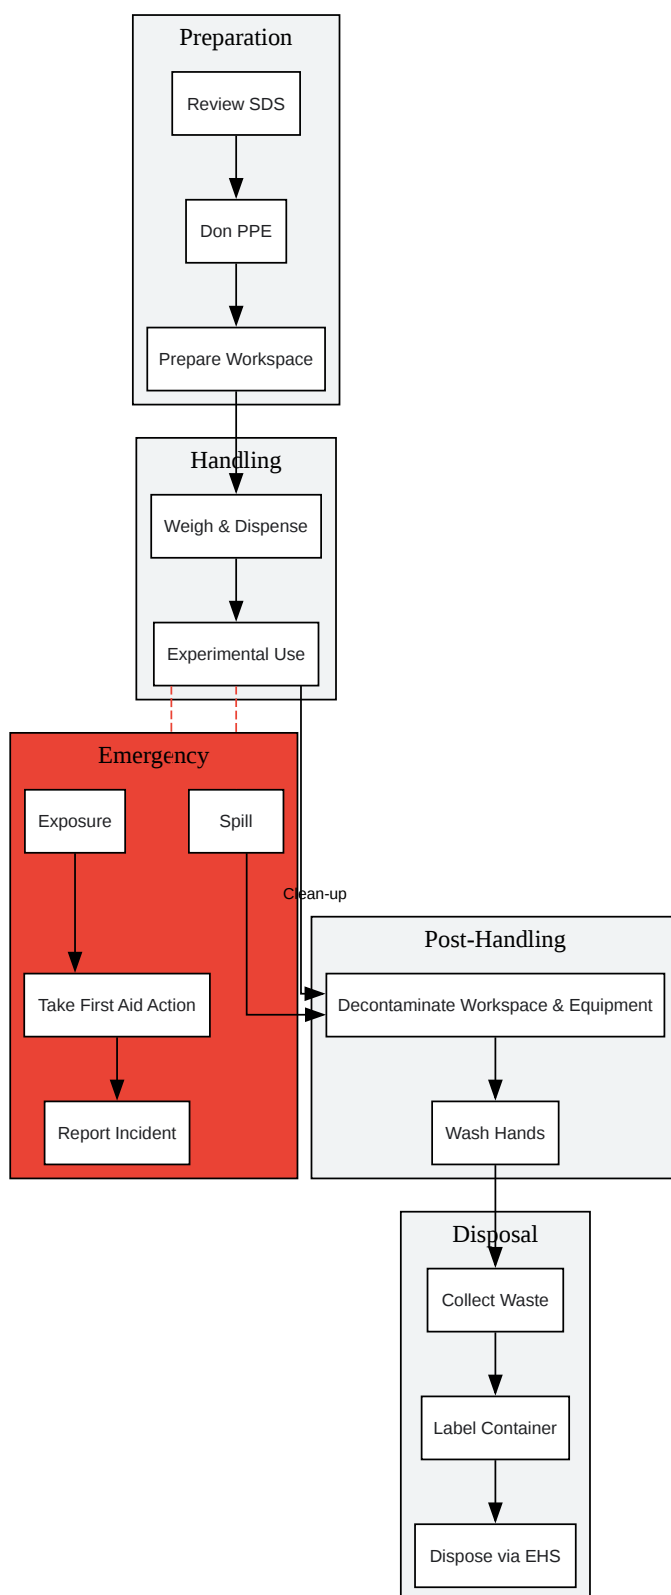 Preparation
Review SDS
Don PPE
Prepare Workspace
Handling
Weigh & Dispense
Experimental Use
Emergency
Exposure
Spill
Clean-up
Post-Handling
Take First Aid Action
Decontaminate Workspace & Equipment
Report Incident
Wash Hands
Disposal
Collect Waste
Label Container
Dispose via EHS